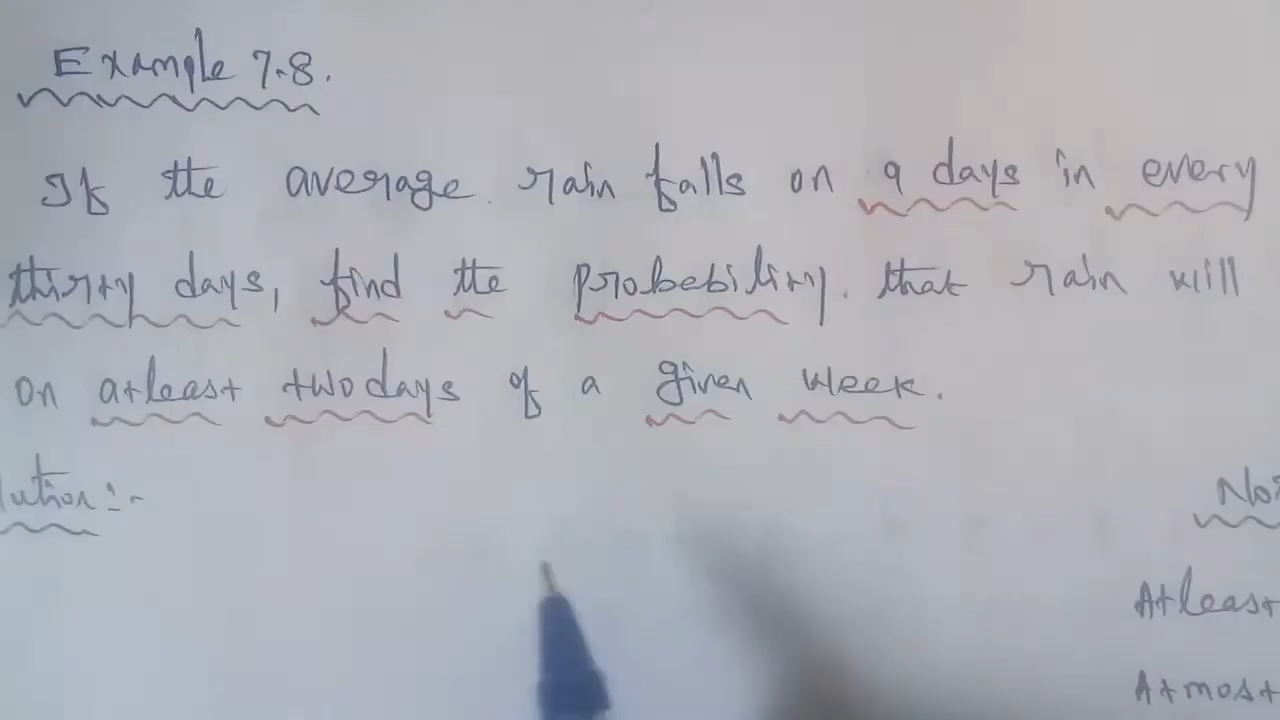 Example 7.8.
If the average rain falls on 9 days in every
thirty days, find the probebility. that rain will
on atleast two days of a given week.
lution:-
No
Atleast
Atmost